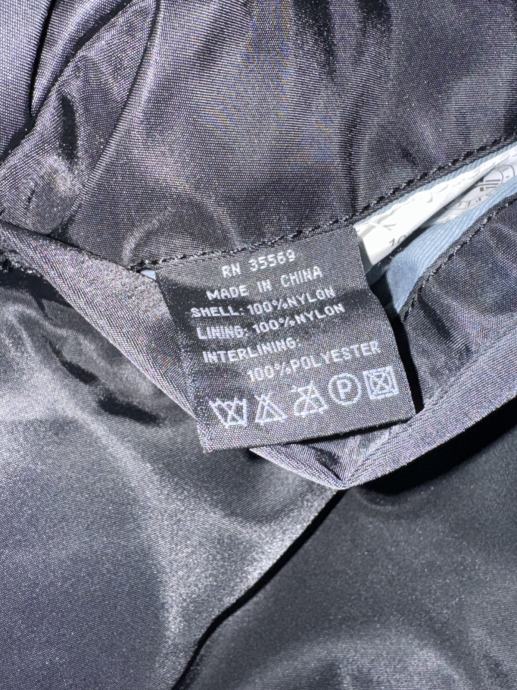 RN 35569
MADE IN CHINA
SHELL: 100%NYLON
LINING: 100%NYLON
INTERLINING:
100%POLYESTER
P